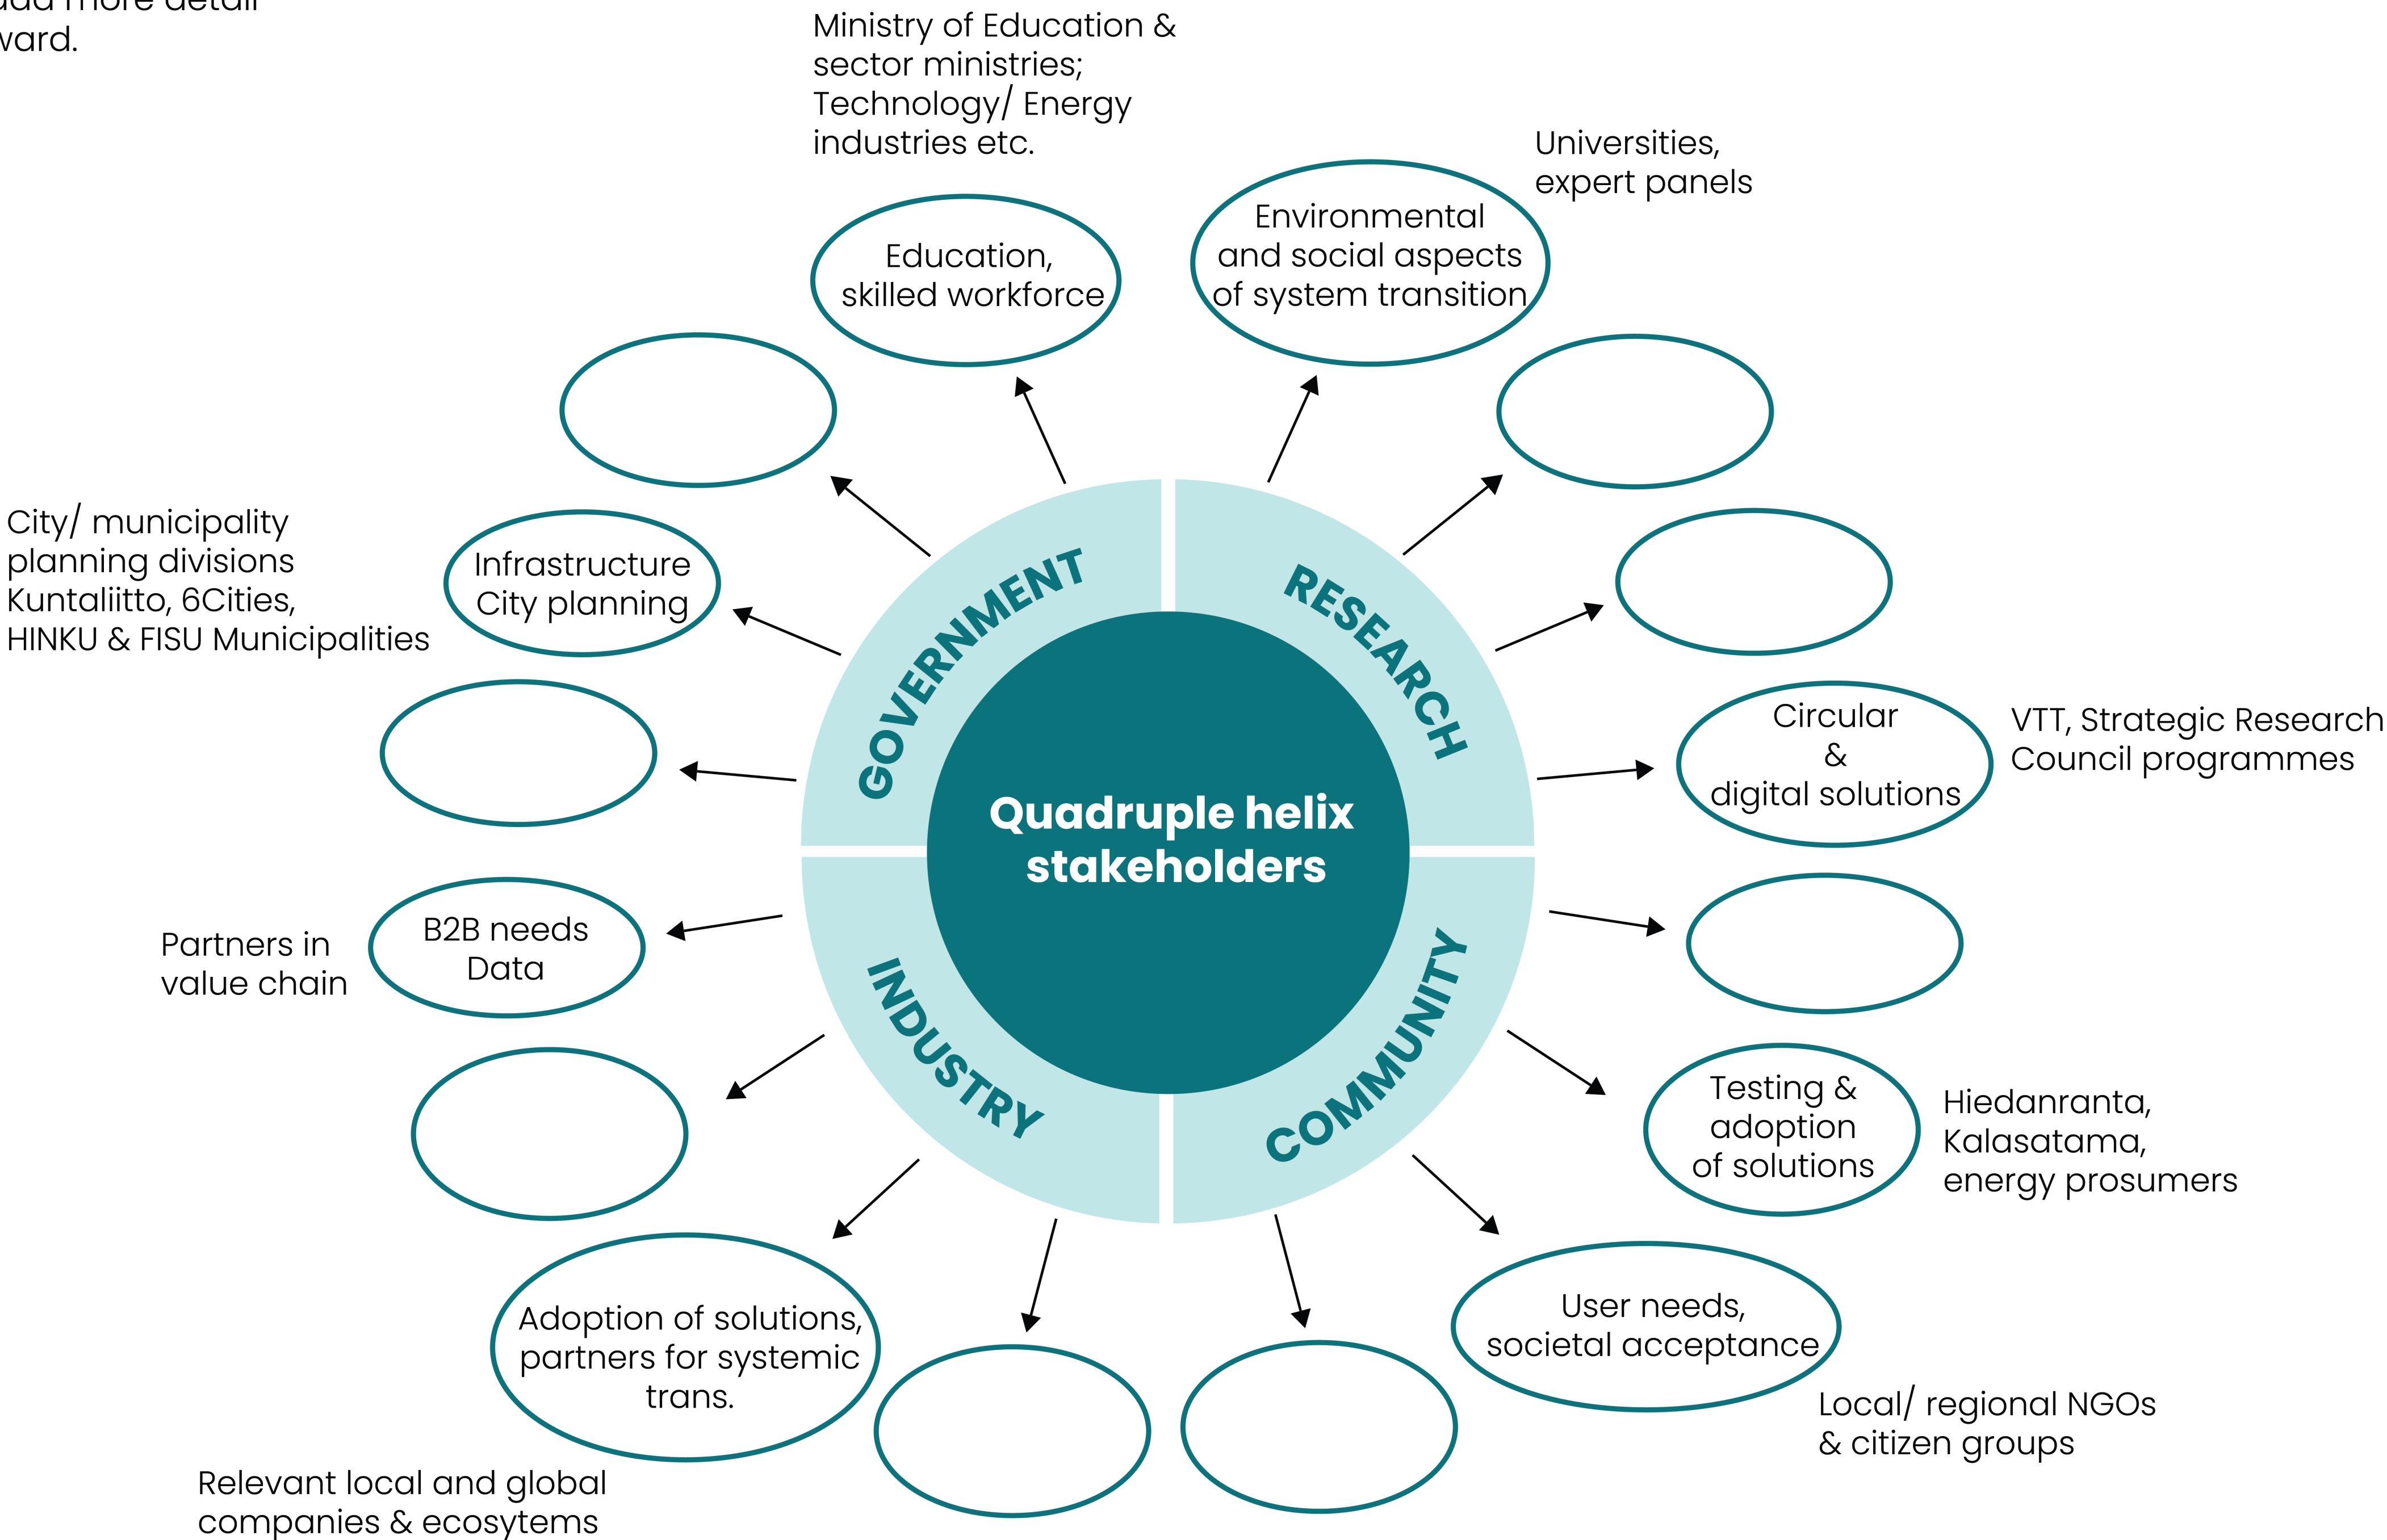 add more detail
ward.
Ministry of Education &
sector ministries;
Technology/ Energy
industries etc.
Universities,
expert panels
Education,
skilled workforce
Environmental
and social aspects
of system transition
City/ municipality
planning divisions
Kuntaliitto, 6Cities,
HINKU & FISU Municipalities
Infrastructure
City planning
GOVERNMENT
RESEARCH
Circular
&
digital solutions
VTT, Strategic Research
Council programmes
Quadruple helix
stakeholders
Partners in
value chain
B2B needs
Data
INDUSTRY
COMMUNITY
Testing &
adoption
of solutions
Hiedanranta,
Kalasatama,
energy prosumers
Adoption of solutions,
partners for systemic
trans.
User needs,
societal acceptance
Local/ regional NGOs
& citizen groups
Relevant local and global
companies & ecosytems